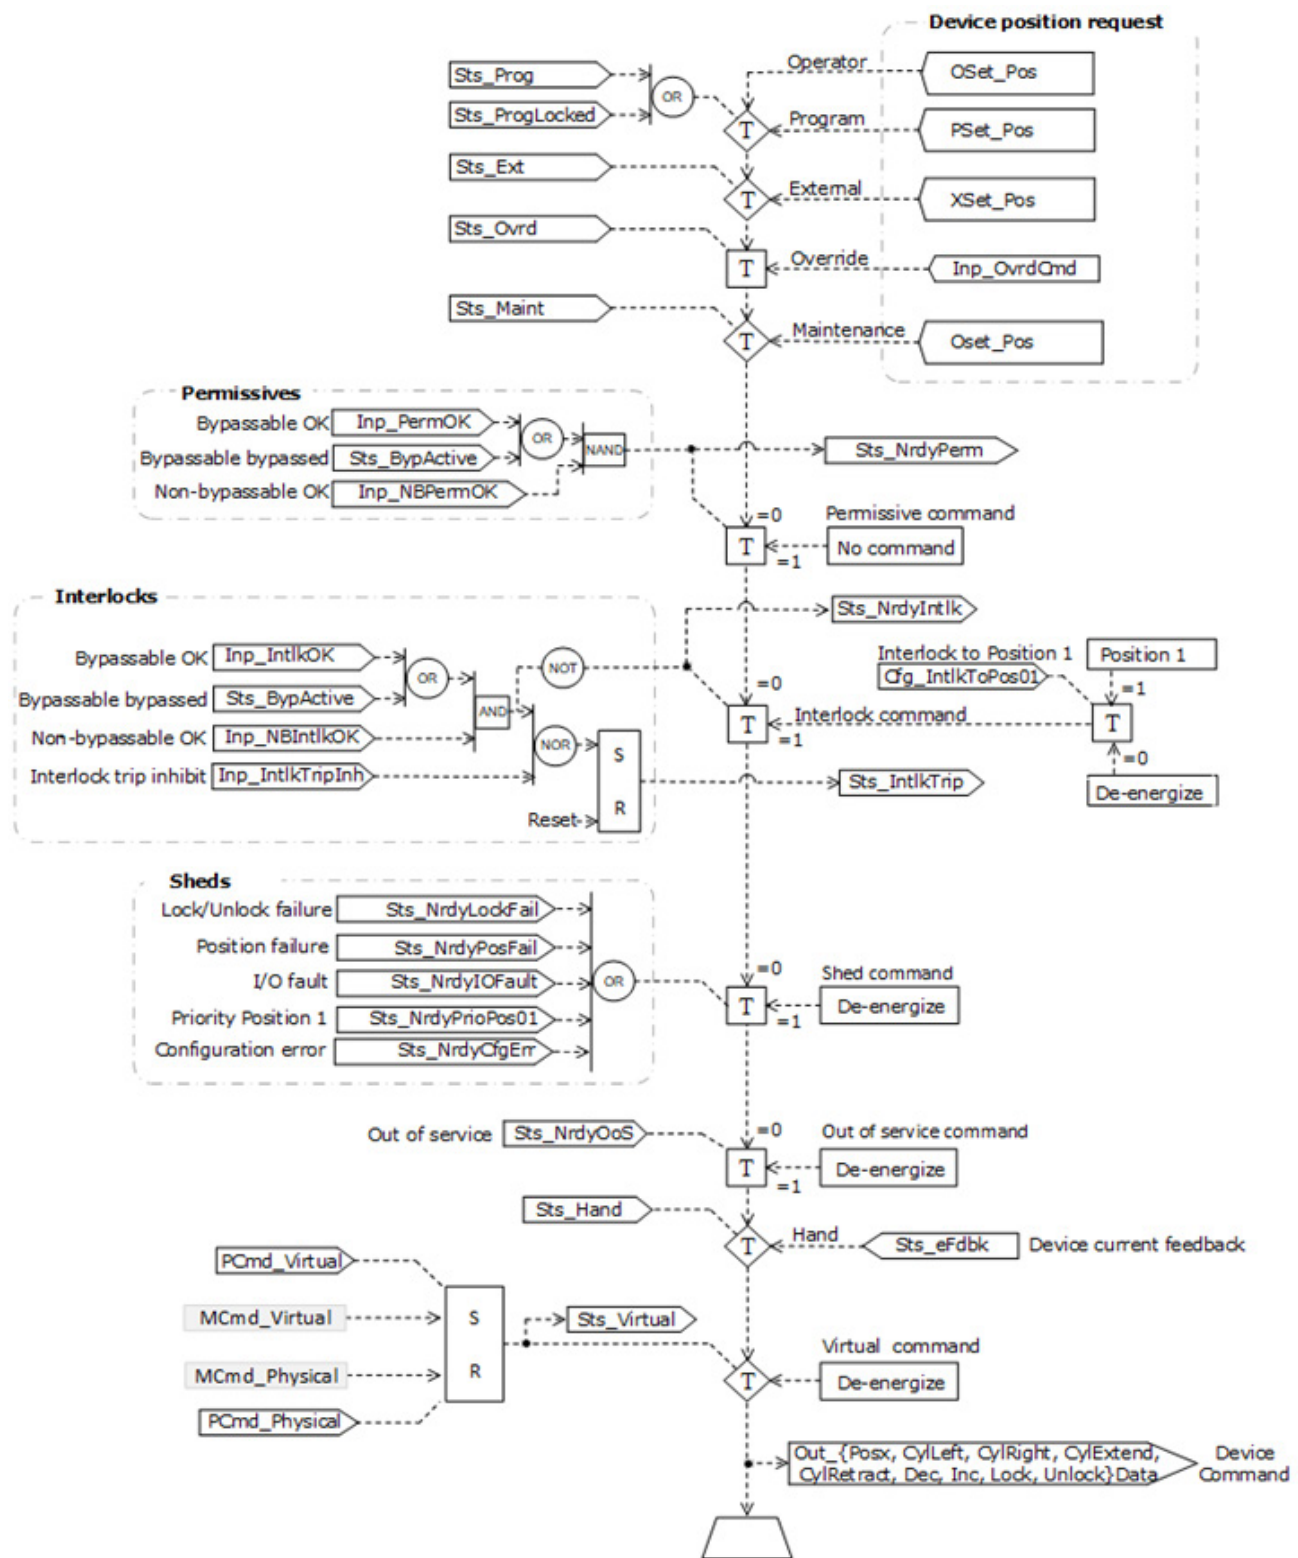 Device position request
Operator
OSet_Pos
Sts_Prog
OR
Sts_ProgLocked
T
Program
PSet_Pos
Sts_Ext
T
External
XSet_Pos
Sts_Ovrd
T
Override
Inp_OvrdCmd
Sts_Maint
T
Maintenance
Oset_Pos
Permissives
Bypassable OK
Inp_PermOK
OR
NAND
Bypassable bypassed
Sts_BypActive
Sts_NrdyPerm
Non-bypassable OK
Inp_NBPermOK
=0
Permissive command
T
No command
=1
Interlocks
Sts_NrdyIntlk
Bypassable OK
Inp_IntlkOK
NOT
Interlock to Position 1
Position 1
Cfg_IntlkToPos01
OR
=0
=1
Bypassable bypassed
Sts_BypActive
AND
T
Interlock command
=1
T
Non-bypassable OK
Inp_NBIntlkOK
NOR
S
=0
Interlock trip inhibit
Inp_IntlkTripInh
Sts_IntlkTrip
De-energize
R
Reset
Sheds
Lock/Unlock failure
Sts_NrdyLockFail
Position failure
Sts_NrdyPosFail
I/O fault
Sts_NrdyIOFault
OR
=0
Shed command
T
De-energize
=1
Priority Position 1
Sts_NrdyPrioPos01
Configuration error
Sts_NrdyCfgErr
Out of service
Sts_NrdyOoS
=0
Out of service command
T
De-energize
=1
Sts_Hand
T
Hand
Sts_eFdbk
Device current feedback
PCmd_Virtual
MCmd_Virtual
S
Sts_Virtual
Virtual command
MCmd_Physical
R
T
De-energize
PCmd_Physical
Out_{Posx, CylLeft, CylRight, CylExtend,
CylRetract, Dec, Inc, Lock, Unlock}Data
Device
Command